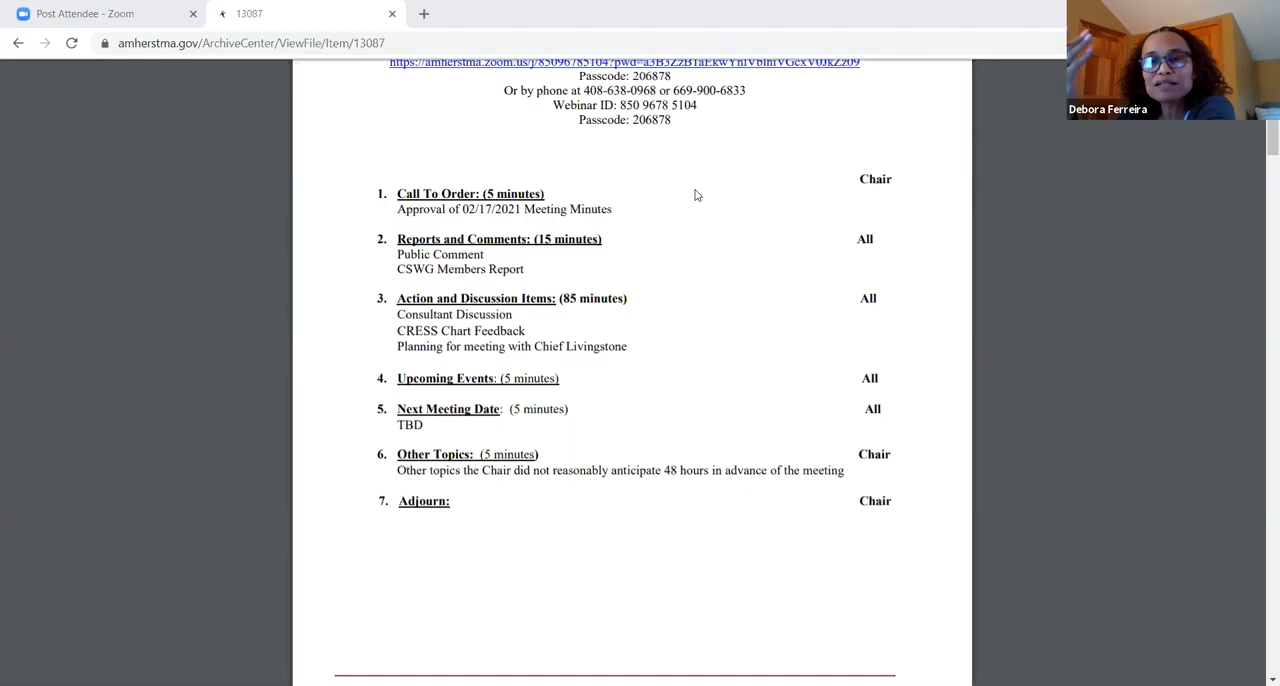 Post Attendee - Zoom
13087
amherstma.gov/ArchiveCenter/ViewFile/Item/13087
Passcode: 206878
Or by phone at 408-638-0968 or 669-900-6833
Webinar ID: 850 9678 5104
Passcode: 206878
Debora Ferreira
Chair
1. Call To Order: (5 minutes)
Approval of 02/17/2021 Meeting Minutes
2. Reports and Comments: (15 minutes) All
Public Comment
CSWG Members Report
3. Action and Discussion Items: (85 minutes) All
Consultant Discussion
CRESS Chart Feedback
Planning for meeting with Chief Livingstone
4. Upcoming Events: (5 minutes) All
5. Next Meeting Date: (5 minutes) All
TBD
6. Other Topics: (5 minutes) Chair
Other topics the Chair did not reasonably anticipate 48 hours in advance of the meeting
7. Adjourn: Chair